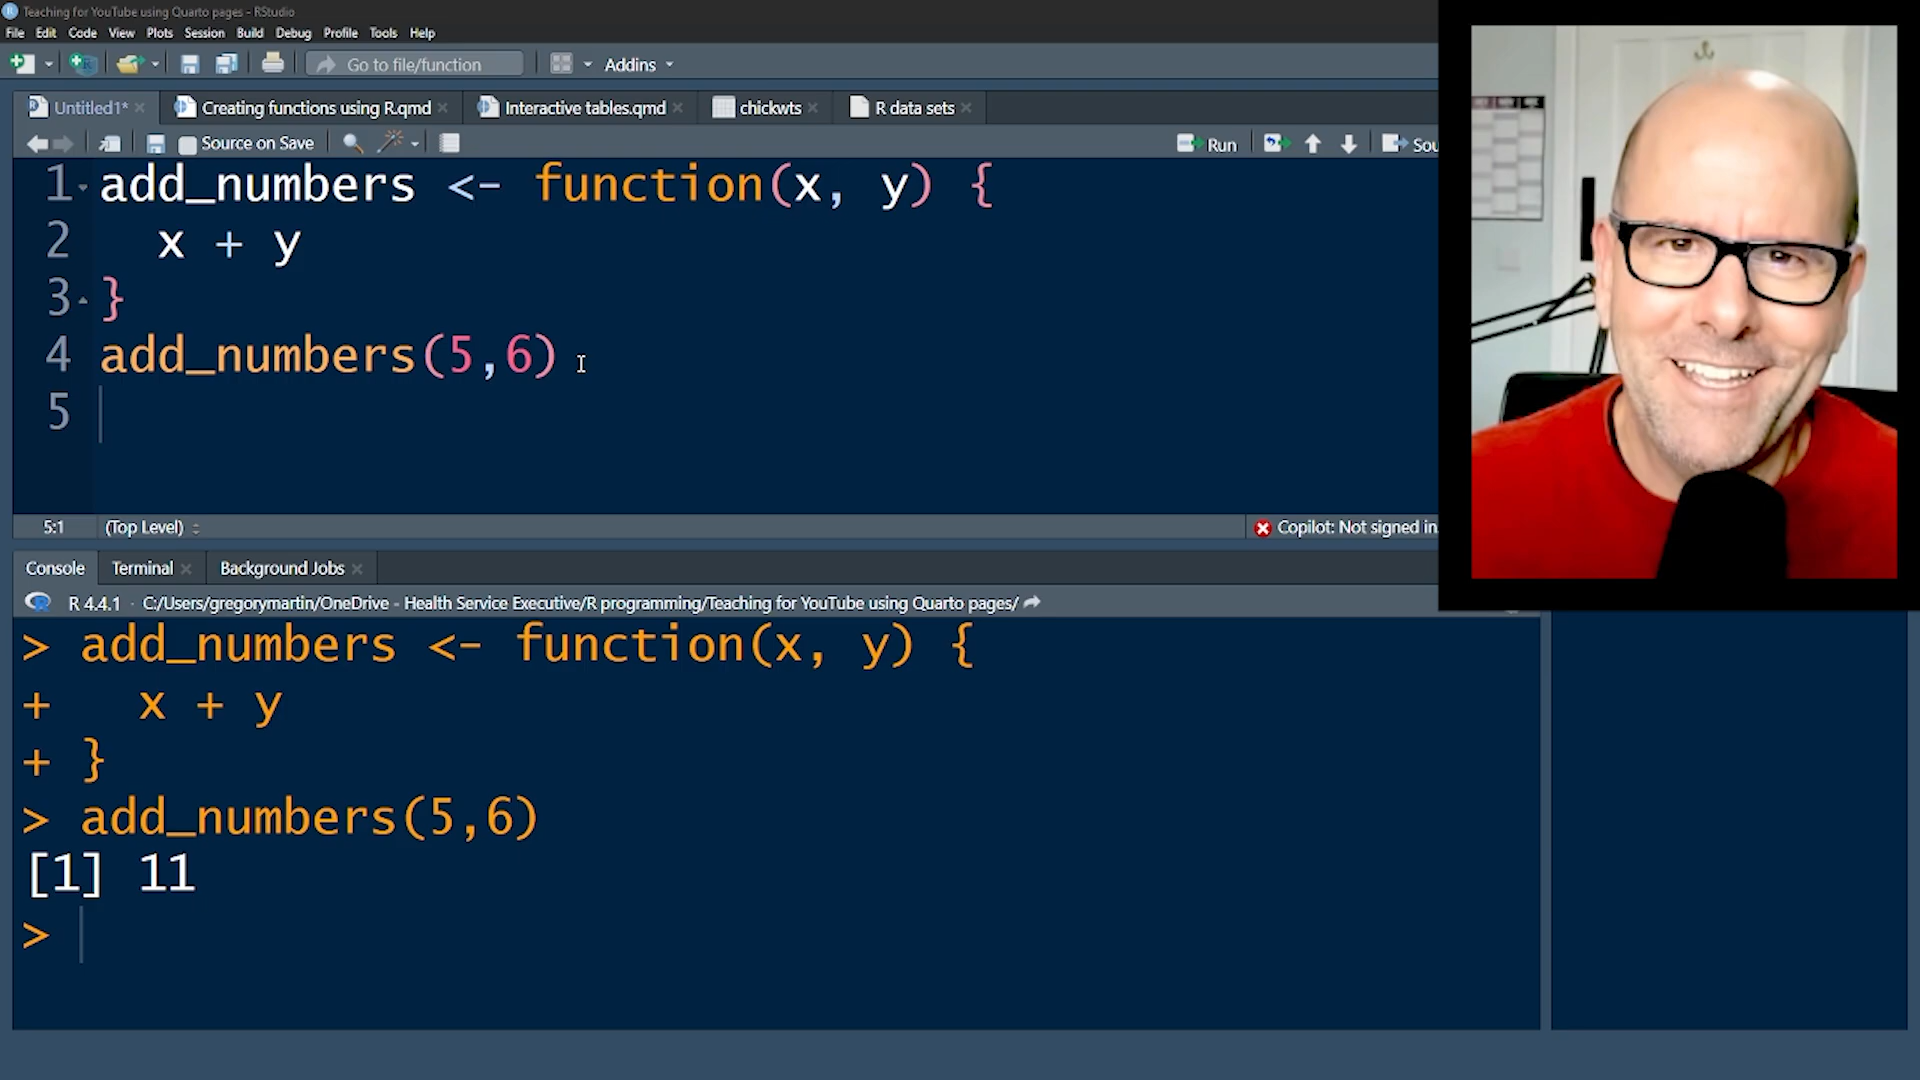 Teaching for YouTube using Quarto pages - RStudio
File Edit Code View Plots Session Build Debug Profile Tools Help
Go to file/function Addins
Untitled1* Creating functions using R.qmd Interactive tables.qmd chickwts R data sets
Source on Save Run Sou
1 add_numbers <- function(x, y) {
2 x + y
3 }
4 add_numbers(5,6)
5
5:1 (Top Level) Copilot: Not signed in.
Console Terminal Background Jobs
R 4.4.1 · C:/Users/gregorymartin/OneDrive - Health Service Executive/R programming/Teaching for YouTube using Quarto pages/
> add_numbers <- function(x, y) {
+ x + y
+ }
> add_numbers(5,6)
[1] 11
>